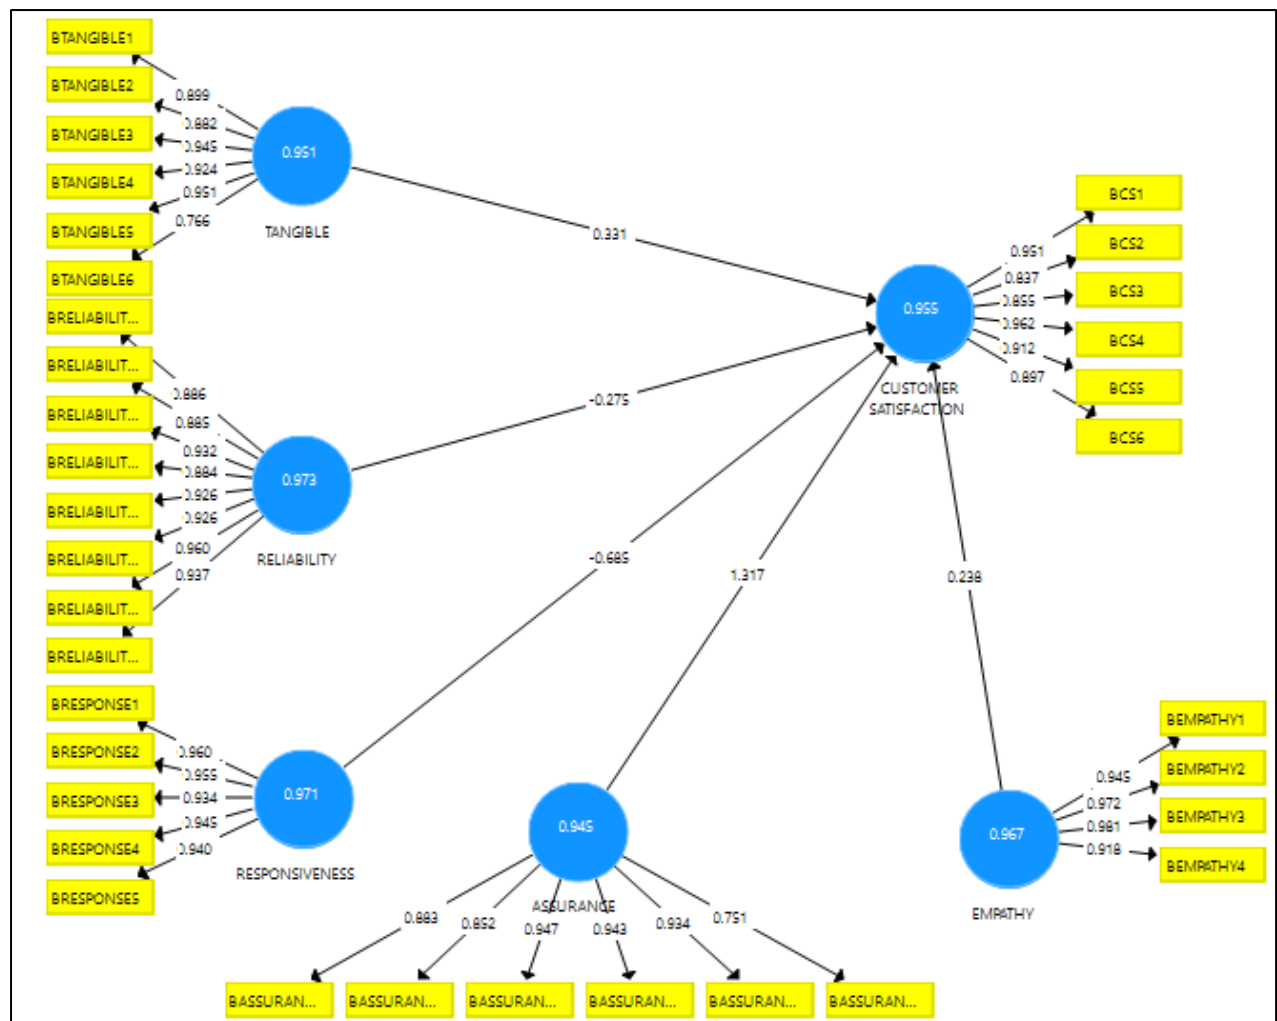 BTANGIBLE1
BTANGIBLE2
BTANGIBLE3
BTANGIBLE4
BTANGIBLE5
BTANGIBLE6
0.899
0.882
0.945
0.924
0.951
0.766
0.951
TANGIBLE
BRELIABILIT...
BRELIABILIT...
BRELIABILIT...
BRELIABILIT...
BRELIABILIT...
BRELIABILIT...
BRELIABILIT...
BRELIABILIT...
0.886
0.885
0.932
0.884
0.926
0.926
0.960
0.937
0.973
RELIABILITY
BRESPONSE1
BRESPONSE2
BRESPONSE3
BRESPONSE4
BRESPONSE5
0.960
0.955
0.934
0.945
0.940
0.971
RESPONSIVENESS
0.331
-0.275
-0.685
1.317
0.238
0.955
CUSTOMER
SATISFACTION
0.951
0.837
0.855
0.962
0.912
0.897
BCS1
BCS2
BCS3
BCS4
BCS5
BCS6
0.945
ASSURANCE
0.883
0.852
0.947
0.943
0.934
0.751
BASSURAN...
BASSURAN...
BASSURAN...
BASSURAN...
BASSURAN...
BASSURAN...
0.967
EMPATHY
0.945
0.972
0.981
0.918
BEMPATHY1
BEMPATHY2
BEMPATHY3
BEMPATHY4